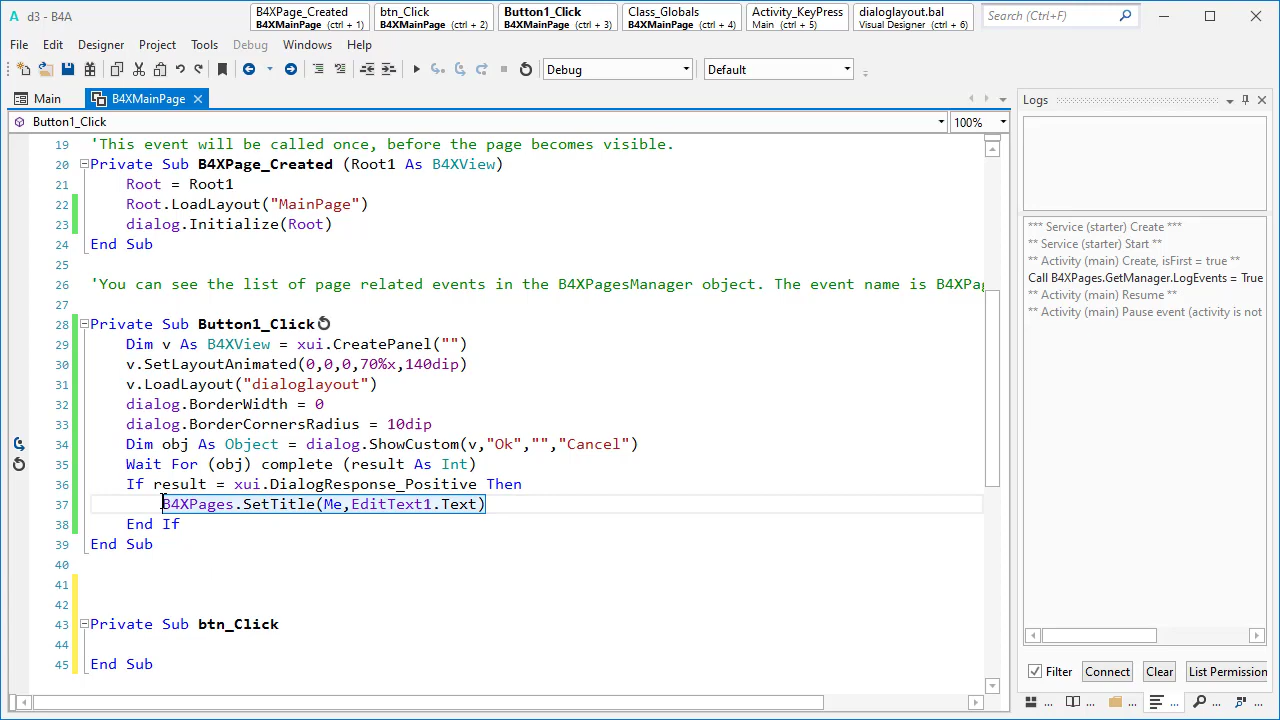 d3 - B4A
B4XPage_Created
B4XMainPage (ctrl + 1)
btn_Click
B4XMainPage (ctrl + 2)
Button1_Click
B4XMainPage (ctrl + 3)
Class_Globals
B4XMainPage (ctrl + 4)
Activity_KeyPress
Main (ctrl + 5)
dialoglayout.bal
Visual Designer (ctrl + 6)
Search (Ctrl+F)
File Edit Designer Project Tools Debug Windows Help
Debug Default
Main B4XMainPage
Button1_Click 100%
19 'This event will be called once, before the page becomes visible.
20 Private Sub B4XPage_Created (Root1 As B4XView)
21 Root = Root1
22 Root.LoadLayout("MainPage")
23 dialog.Initialize(Root)
24 End Sub
25
26 'You can see the list of page related events in the B4XPagesManager object. The event name is B4XPag
27
28 Private Sub Button1_Click
29 Dim v As B4XView = xui.CreatePanel("")
30 v.SetLayoutAnimated(0,0,0,70%x,140dip)
31 v.LoadLayout("dialoglayout")
32 dialog.BorderWidth = 0
33 dialog.BorderCornersRadius = 10dip
34 Dim obj As Object = dialog.ShowCustom(v,"Ok","","Cancel")
35 Wait For (obj) complete (result As Int)
36 If result = xui.DialogResponse_Positive Then
37 B4XPages.SetTitle(Me,EditText1.Text)
38 End If
39 End Sub
40
41
42
43 Private Sub btn_Click
44
45 End Sub
Logs
*** Service (starter) Create ***
** Service (starter) Start **
** Activity (main) Create, isFirst = true **
Call B4XPages.GetManager.LogEvents = True
** Activity (main) Resume **
** Activity (main) Pause event (activity is not
Filter Connect Clear List Permission
... ... ... ... ... ...